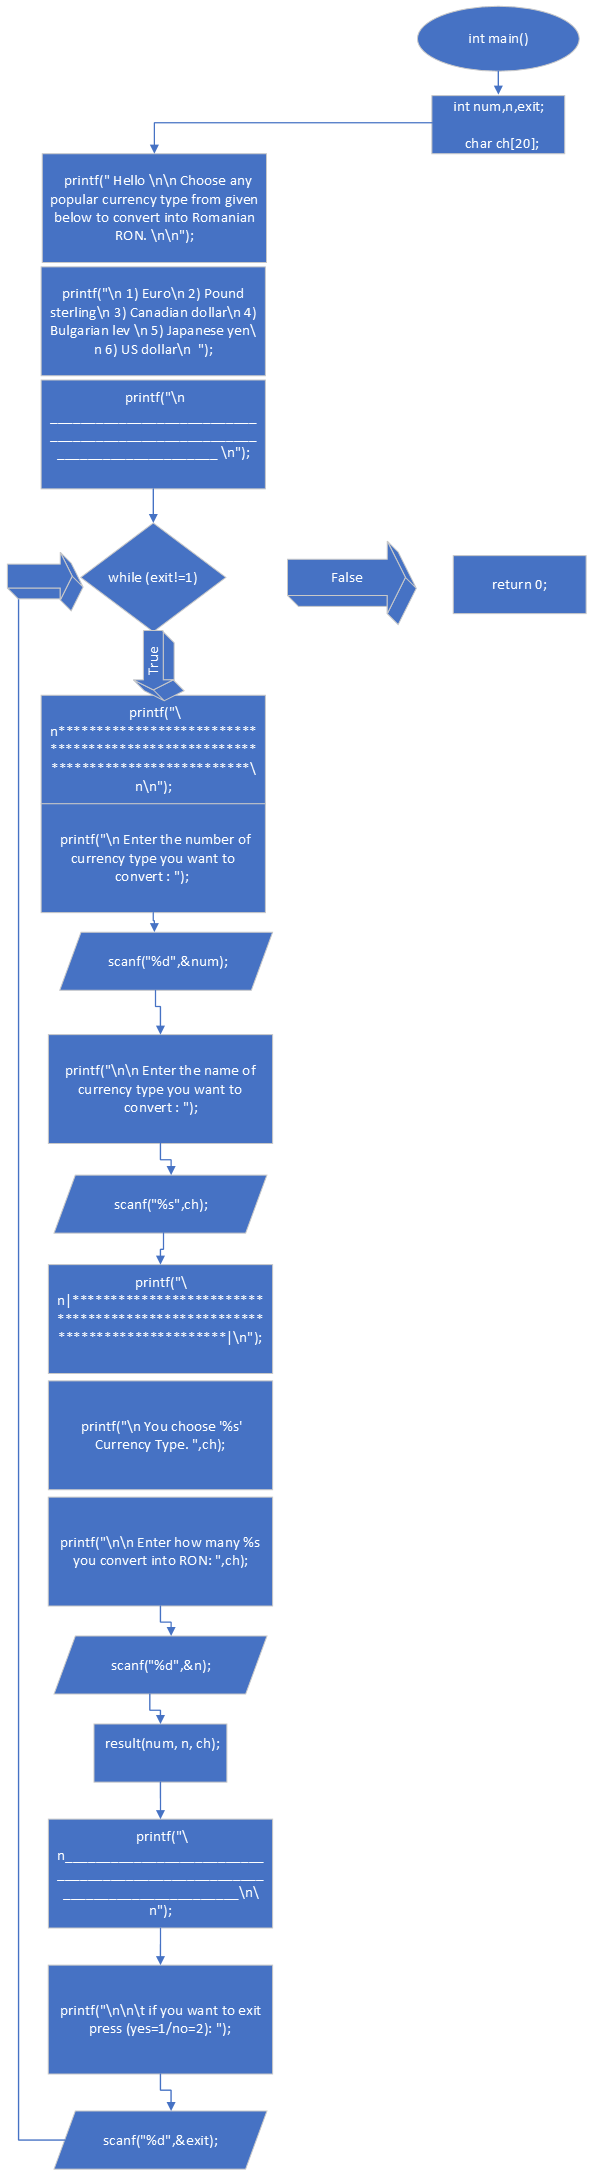 int main()
int num,n,exit;
char ch[20];
printf(" Hello \n\n Choose any
popular currency type from given
below to convert into Romanian
RON. \n\n");
printf("\n 1) Euro\n 2) Pound
sterling\n 3) Canadian dollar\n 4)
Bulgarian lev \n 5) Japanese yen\
n 6) US dollar\n  ");
printf("\n
___________________________
___________________________
_____________________ \n");
while (exit!=1)
False
return 0;
True
printf("\
n**************************
***************************
**************************\
n\n");
printf("\n Enter the number of
currency type you want to
convert : ");
scanf("%d",&num);
printf("\n\n Enter the name of
currency type you want to
convert : ");
scanf("%s",ch);
printf("\
n|*************************
***************************
**********************|\n");
printf("\n You choose '%s'
Currency Type. ",ch);
printf("\n\n Enter how many %s
you convert into RON: ",ch);
scanf("%d",&n);
result(num, n, ch);
printf("\
n__________________________
___________________________
_______________________\n\
n");
printf("\n\n\t if you want to exit
press (yes=1/no=2): ");
scanf("%d",&exit);